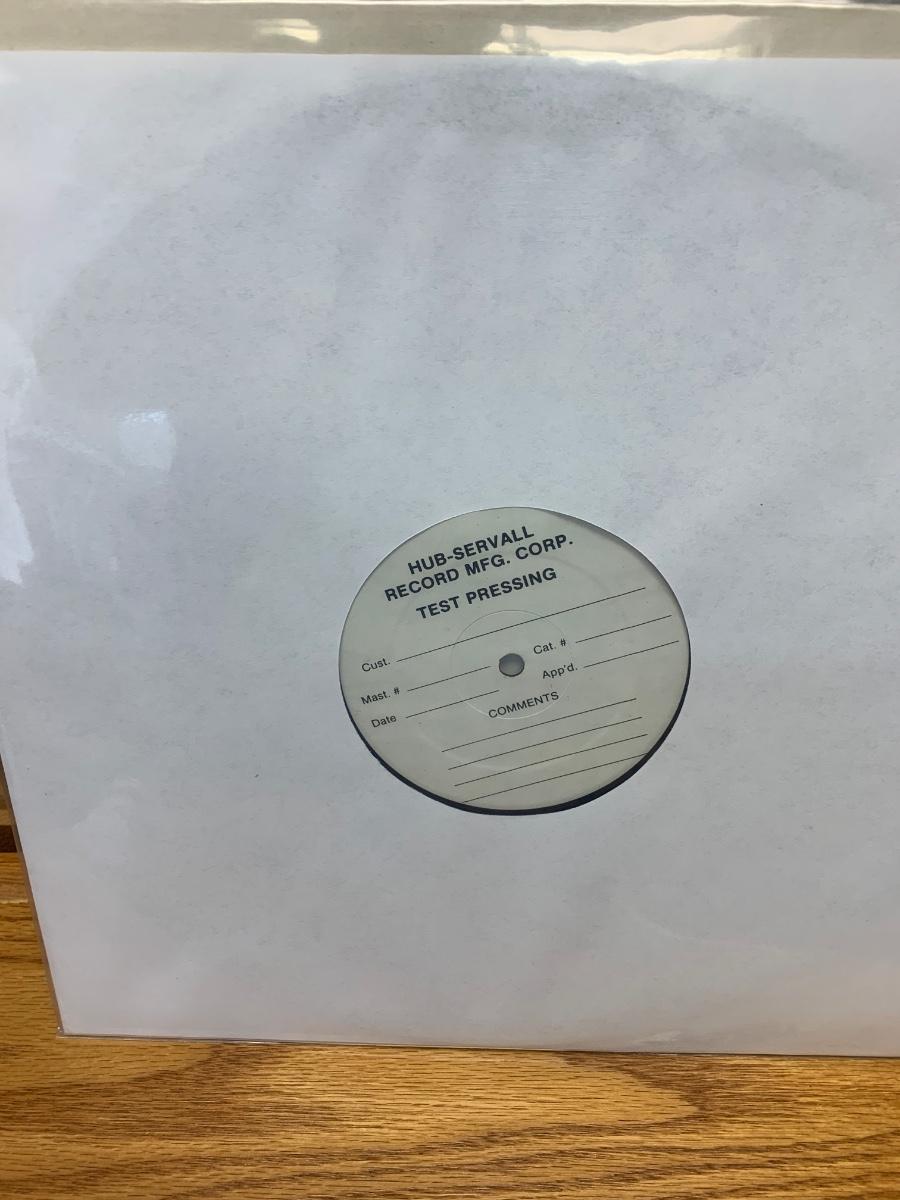 HUB-SERVALL
RECORD MFG. CORP.
TEST PRESSING
Cust.
Mast. # Cat. #
Date App'd.
COMMENTS